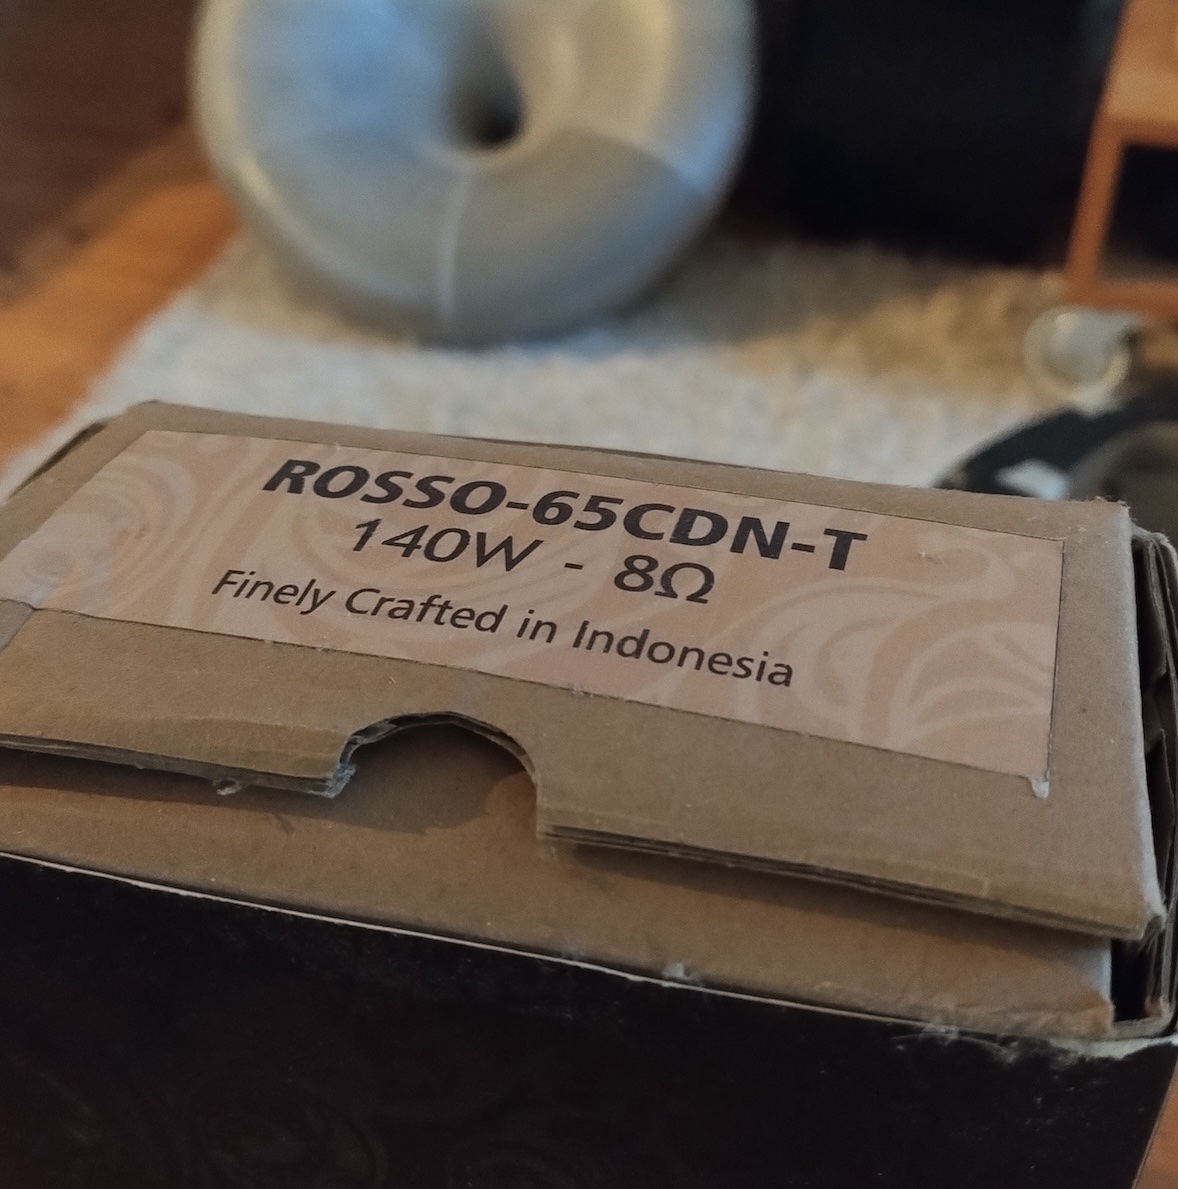 ROSSO-65CDN-T
140W - 8Ω
Finely Crafted in Indonesia